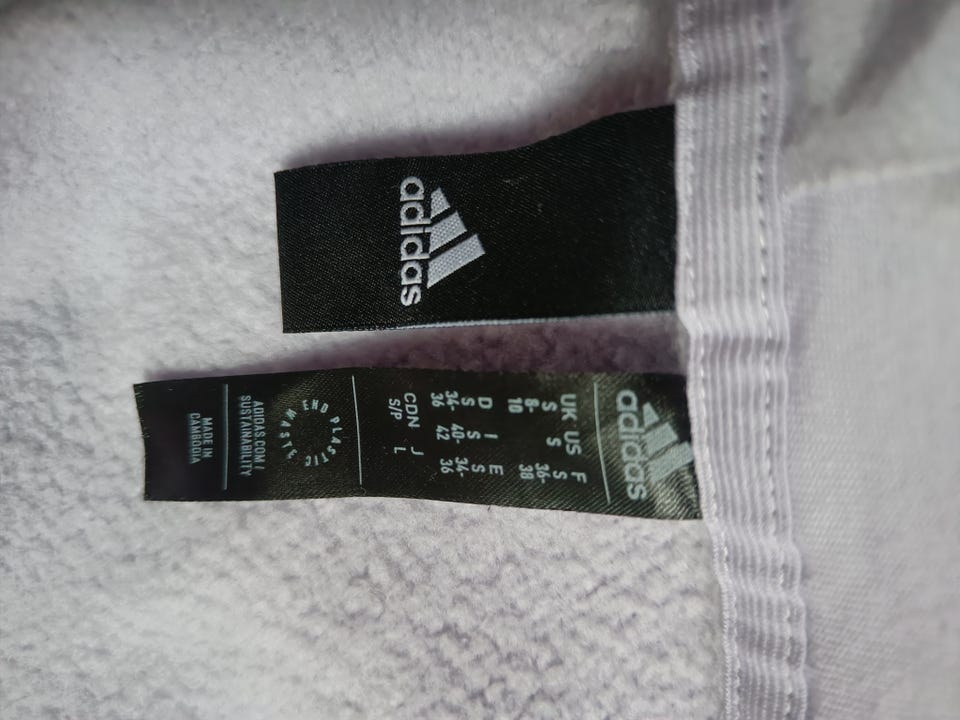 adidas
adidas
UK US F
S S S
8- 36-
10 38
D I E
S S S
34- 40- 34-
36 42 36
CDN J
S/P L
END PLASTIC WASTE
ADIDAS.COM/
SUSTAINABILITY
MADE IN
CAMBODIA